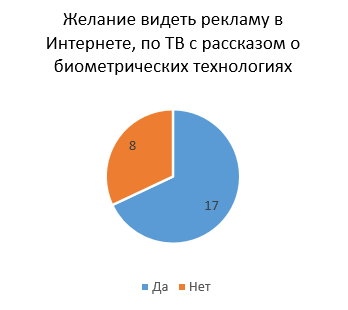 Желание видеть рекламу в
Интернете, по ТВ с рассказом о
биометрических технологиях
8
17
Да Нет